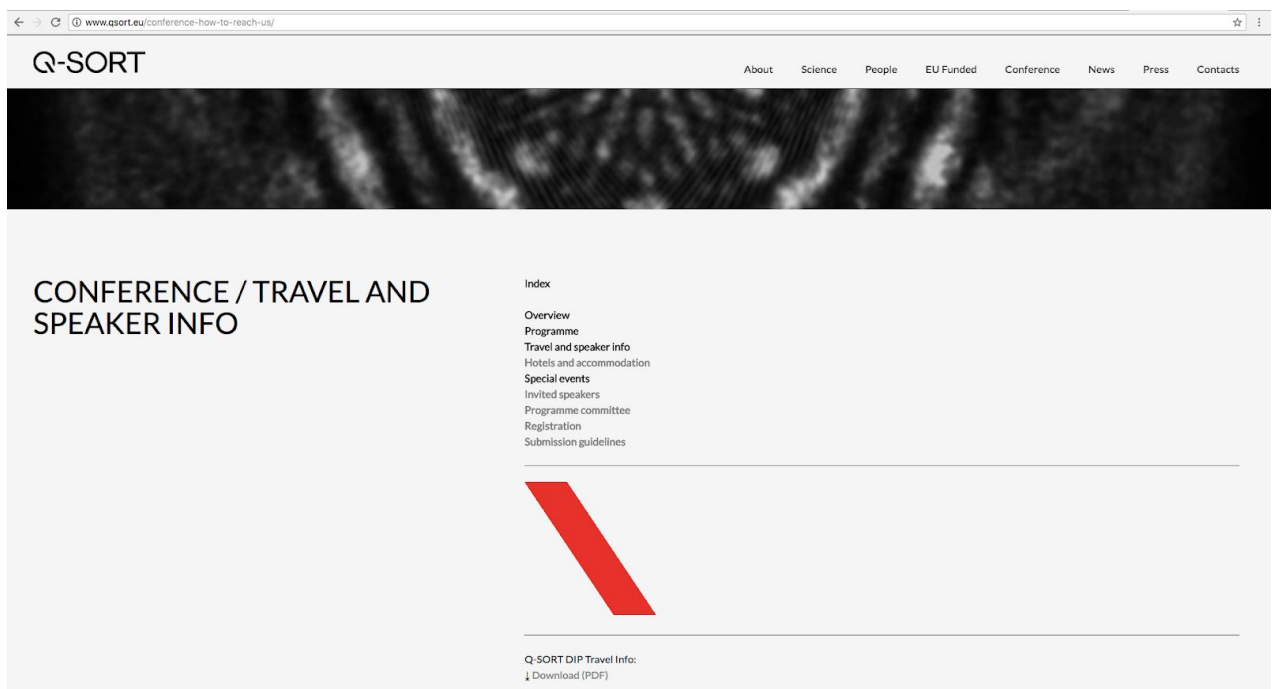 www.qsort.eu/conference-how-to-reach-us/
Q-SORT
About Science People EU Funded Conference News Press Contacts
CONFERENCE / TRAVEL AND
SPEAKER INFO
Index
Overview
Programme
Travel and speaker info
Hotels and accommodation
Special events
Invited speakers
Programme committee
Registration
Submission guidelines
Q-SORT DIP Travel Info:
↓ Download (PDF)